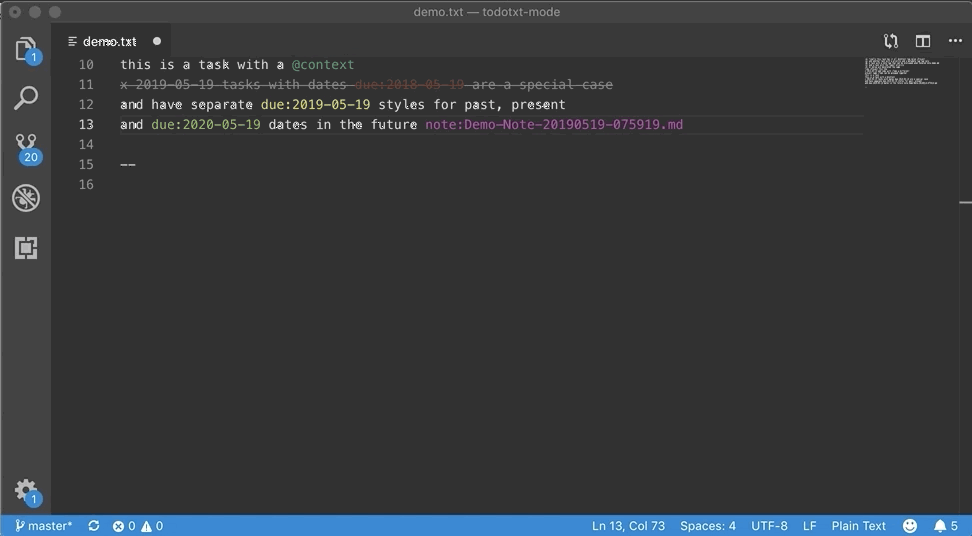 demo.txt — todotxt-mode
demo.txt
1
20
1
10 this is a task with a @context
11 x 2019-05-19 tasks with dates due:2018-05-19 are a special case
12 and have separate due:2019-05-19 styles for past, present
13 and due:2020-05-19 dates in the future note:Demo-Note-20190519-075919.md
14
15 --
16
master* 0 0 Ln 13, Col 73 Spaces: 4 UTF-8 LF Plain Text 5